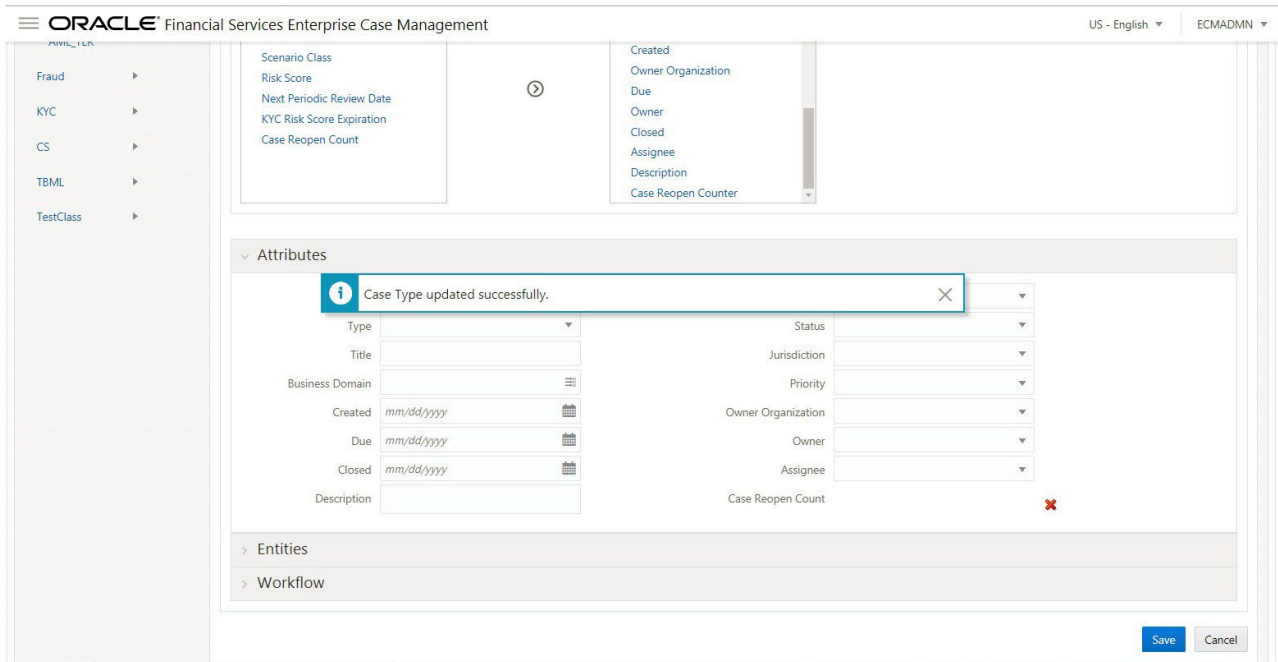 ORACLE® Financial Services Enterprise Case Management
US - English
ECMADMN
AML_TER
Fraud
KYC
CS
TBML
TestClass
Scenario Class
Risk Score
Next Periodic Review Date
KYC Risk Score Expiration
Case Reopen Count
Created
Owner Organization
Due
Owner
Closed
Assignee
Description
Case Reopen Counter
Attributes
Case Type updated successfully.
Type
Status
Title
Jurisdiction
Business Domain
Priority
Created mm/dd/yyyy
Owner Organization
Due mm/dd/yyyy
Owner
Closed mm/dd/yyyy
Assignee
Description
Case Reopen Count
Entities
Workflow
Save
Cancel